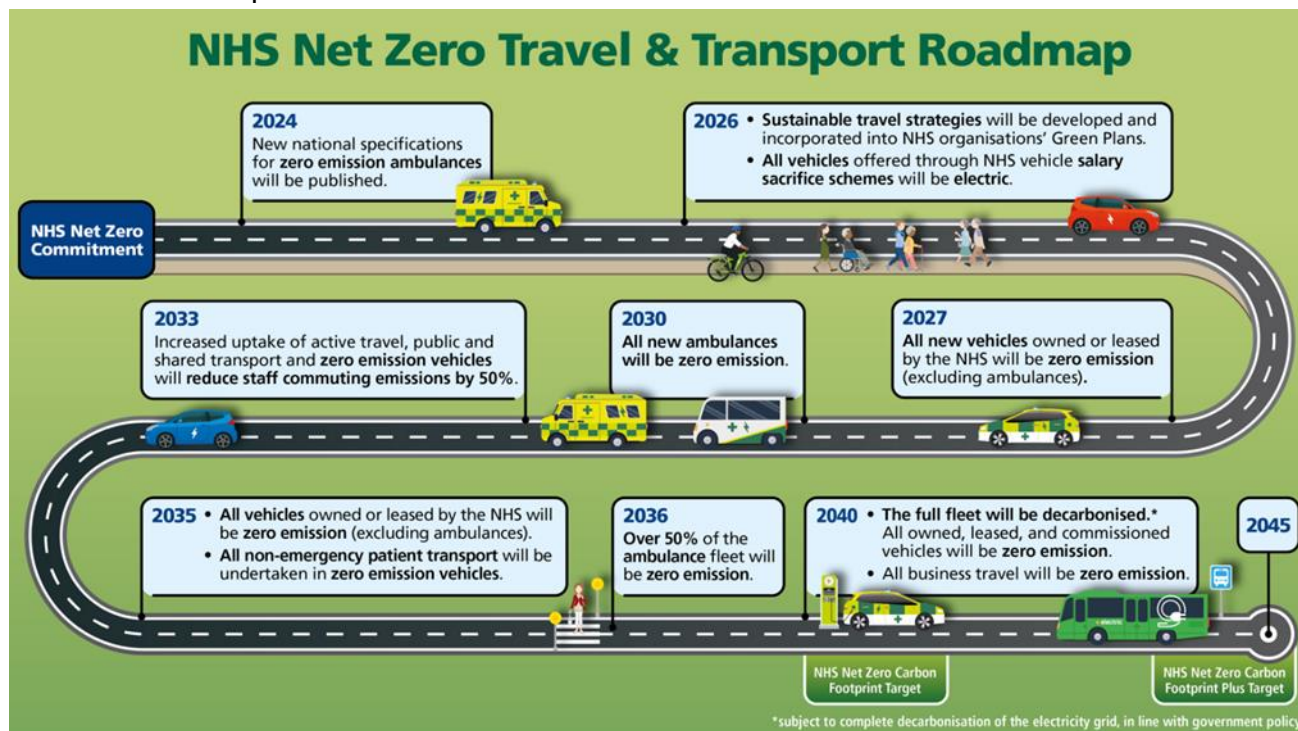 NHS Net Zero Travel & Transport Roadmap
NHS Net Zero
Commitment
2024
New national specifications
for zero emission ambulances
will be published.
2026 • Sustainable travel strategies will be developed and
incorporated into NHS organisations' Green Plans.
• All vehicles offered through NHS vehicle salary
sacrifice schemes will be electric.
2033
Increased uptake of active travel, public and
shared transport and zero emission vehicles
will reduce staff commuting emissions by 50%.
2030
All new ambulances
will be zero emission.
2027
All new vehicles owned or leased
by the NHS will be zero emission
(excluding ambulances).
2035 • All vehicles owned or leased by the NHS will
be zero emission (excluding ambulances).
• All non-emergency patient transport will be
undertaken in zero emission vehicles.
2036
Over 50% of the
ambulance fleet will
be zero emission.
2040 • The full fleet will be decarbonised.*
All owned, leased, and commissioned
vehicles will be zero emission.
• All business travel will be zero emission.
2045
NHS Net Zero Carbon
Footprint Target
NHS Net Zero Carbon
Footprint Plus Target
*subject to complete decarbonisation of the electricity grid, in line with government policy